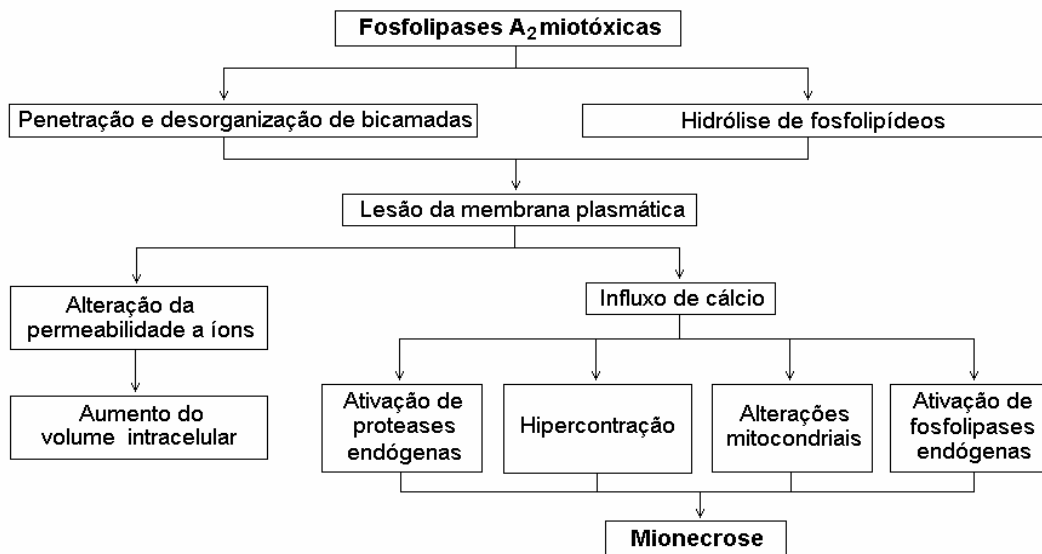 Fosfolipases A₂ miotóxicas
Penetração e desorganização de bicamadas
Hidrólise de fosfolipídeos
Lesão da membrana plasmática
Alteração da
permeabilidade a íons
Influxo de cálcio
Aumento do
volume intracelular
Ativação de
proteases
endógenas
Hipercontração
Alterações
mitocondriais
Ativação de
fosfolipases
endógenas
Mionecrose